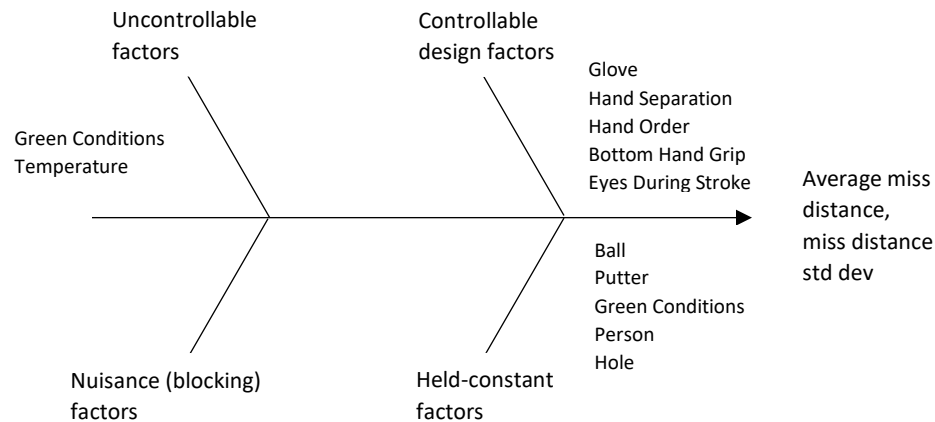 Uncontrollable
factors
Controllable
design factors
Glove
Hand Separation
Hand Order
Bottom Hand Grip
Eyes During Stroke
Green Conditions
Temperature
Average miss
distance,
miss distance
std dev
Ball
Putter
Green Conditions
Person
Hole
Nuisance (blocking)
factors
Held-constant
factors